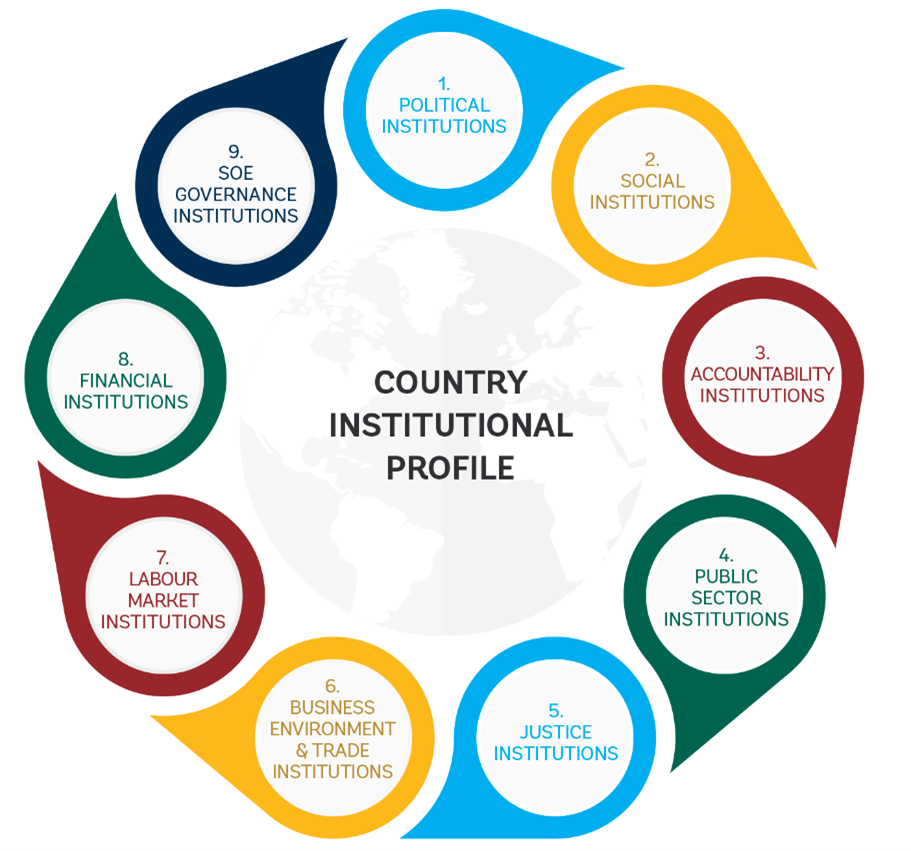 1.
POLITICAL
INSTITUTIONS
2.
SOCIAL
INSTITUTIONS
3.
ACCOUNTABILITY
INSTITUTIONS
4.
PUBLIC
SECTOR
INSTITUTIONS
5.
JUSTICE
INSTITUTIONS
6.
BUSINESS
ENVIRONMENT
& TRADE
INSTITUTIONS
7.
LABOUR
MARKET
INSTITUTIONS
8.
FINANCIAL
INSTITUTIONS
9.
SOE
GOVERNANCE
INSTITUTIONS
COUNTRY
INSTITUTIONAL
PROFILE